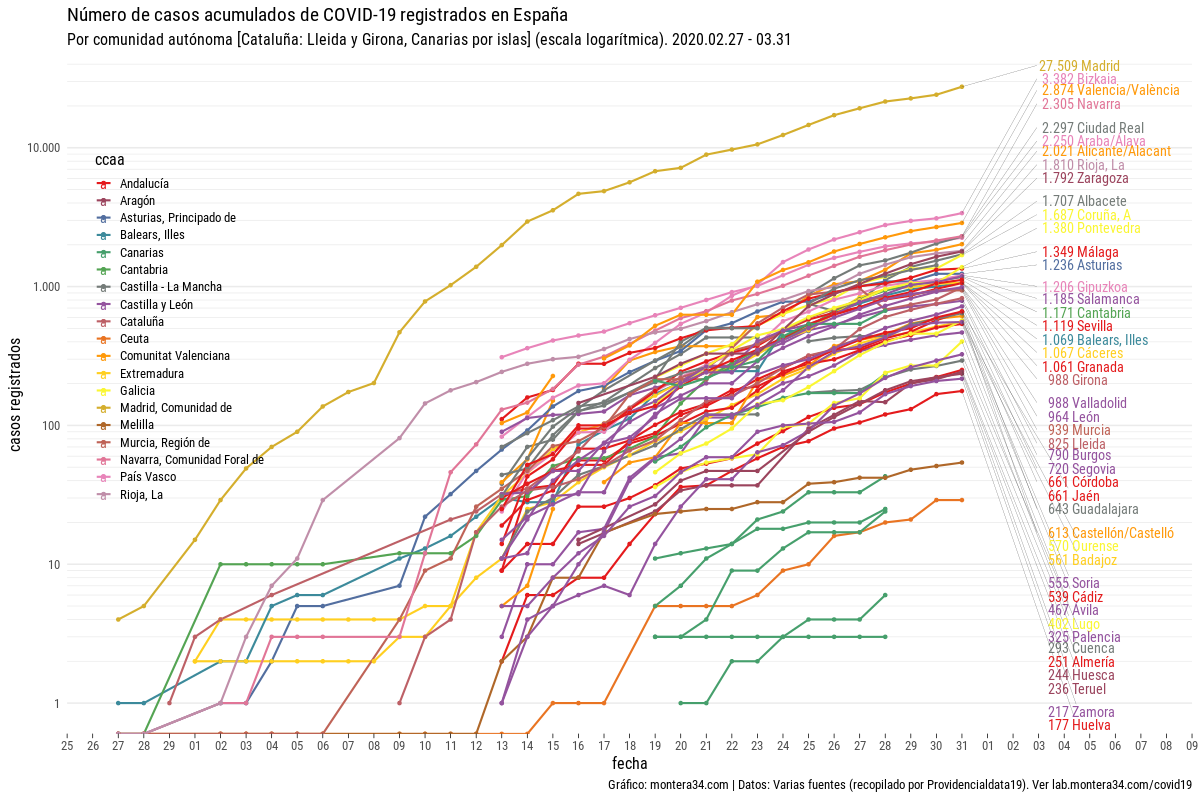 Número de casos acumulados de COVID-19 registrados en España
Por comunidad autónoma [Cataluña: Lleida y Girona, Canarias por islas] (escala logarítmica). 2020.02.27 - 03.31
casos registrados
10.000
1.000
100
10
1
ccaa
Andalucía
Aragón
Asturias, Principado de
Balears, Illes
Canarias
Cantabria
Castilla - La Mancha
Castilla y León
Cataluña
Ceuta
Comunitat Valenciana
Extremadura
Galicia
Madrid, Comunidad de
Melilla
Murcia, Región de
Navarra, Comunidad Foral de
País Vasco
Rioja, La
27.509 Madrid
3.382 Bizkaia
2.874 Valencia/València
2.305 Navarra
2.297 Ciudad Real
2.250 Araba/Álava
2.021 Alicante/Alacant
1.810 Rioja, La
1.792 Zaragoza
1.707 Albacete
1.687 Coruña, A
1.380 Pontevedra
1.349 Málaga
1.236 Asturias
1.206 Gipuzkoa
1.185 Salamanca
1.171 Cantabria
1.119 Sevilla
1.069 Balears, Illes
1.067 Cáceres
1.061 Granada
988 Girona
988 Valladolid
964 León
939 Murcia
825 Lleida
790 Burgos
720 Segovia
661 Córdoba
661 Jaén
643 Guadalajara
613 Castellón/Castelló
570 Ourense
561 Badajoz
555 Soria
539 Cádiz
467 Ávila
402 Lugo
325 Palencia
293 Cuenca
251 Almería
244 Huesca
236 Teruel
217 Zamora
177 Huelva
25 26 27 28 29 01 02 03 04 05 06 07 08 09 10 11 12 13 14 15 16 17 18 19 20 21 22 23 24 25 26 27 28 29 30 31 01 02 03 04 05 06 07 08 09
fecha
Gráfico: montera34.com | Datos: Varias fuentes (recopilado por Providencialdata19). Ver lab.montera34.com/covid19